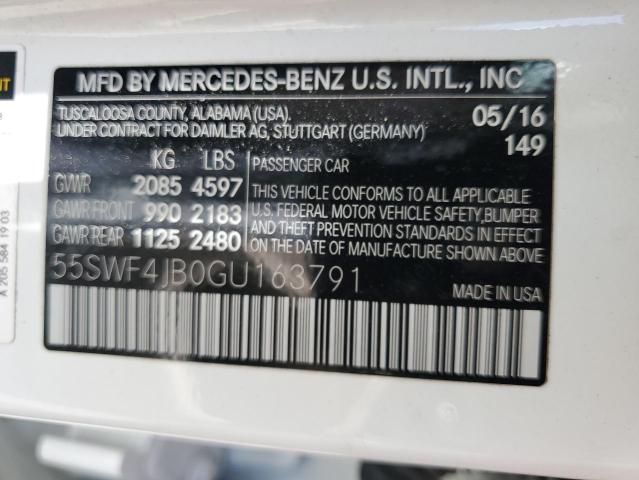 MFD BY MERCEDES-BENZ U.S. INTL., INC
TUSCALOOSA COUNTY, ALABAMA (USA).
UNDER CONTRACT FOR DAIMLER AG, STUTTGART (GERMANY)
05/16
149
KG LBS
GVWR 2085 4597
GAWR FRONT 990 2183
GAWR REAR 1125 2480
PASSENGER CAR
THIS VEHICLE CONFORMS TO ALL APPLICABLE
U.S. FEDERAL MOTOR VEHICLE SAFETY, BUMPER
AND THEFT PREVENTION STANDARDS IN EFFECT
ON THE DATE OF MANUFACTURE SHOWN ABOVE
55SWF4JB0GU163791
MADE IN USA
A 205 584 19 03